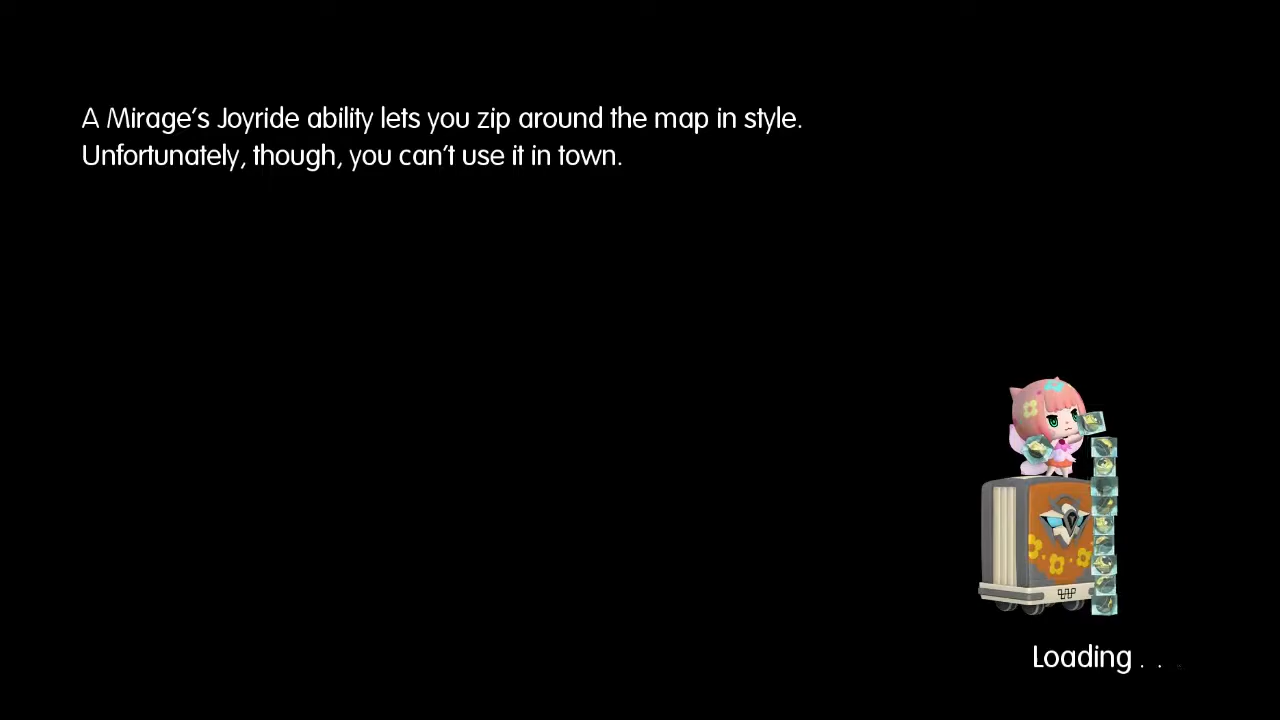 A Mirage's Joyride ability lets you zip around the map in style.
Unfortunately, though, you can't use it in town.
Loading . . .